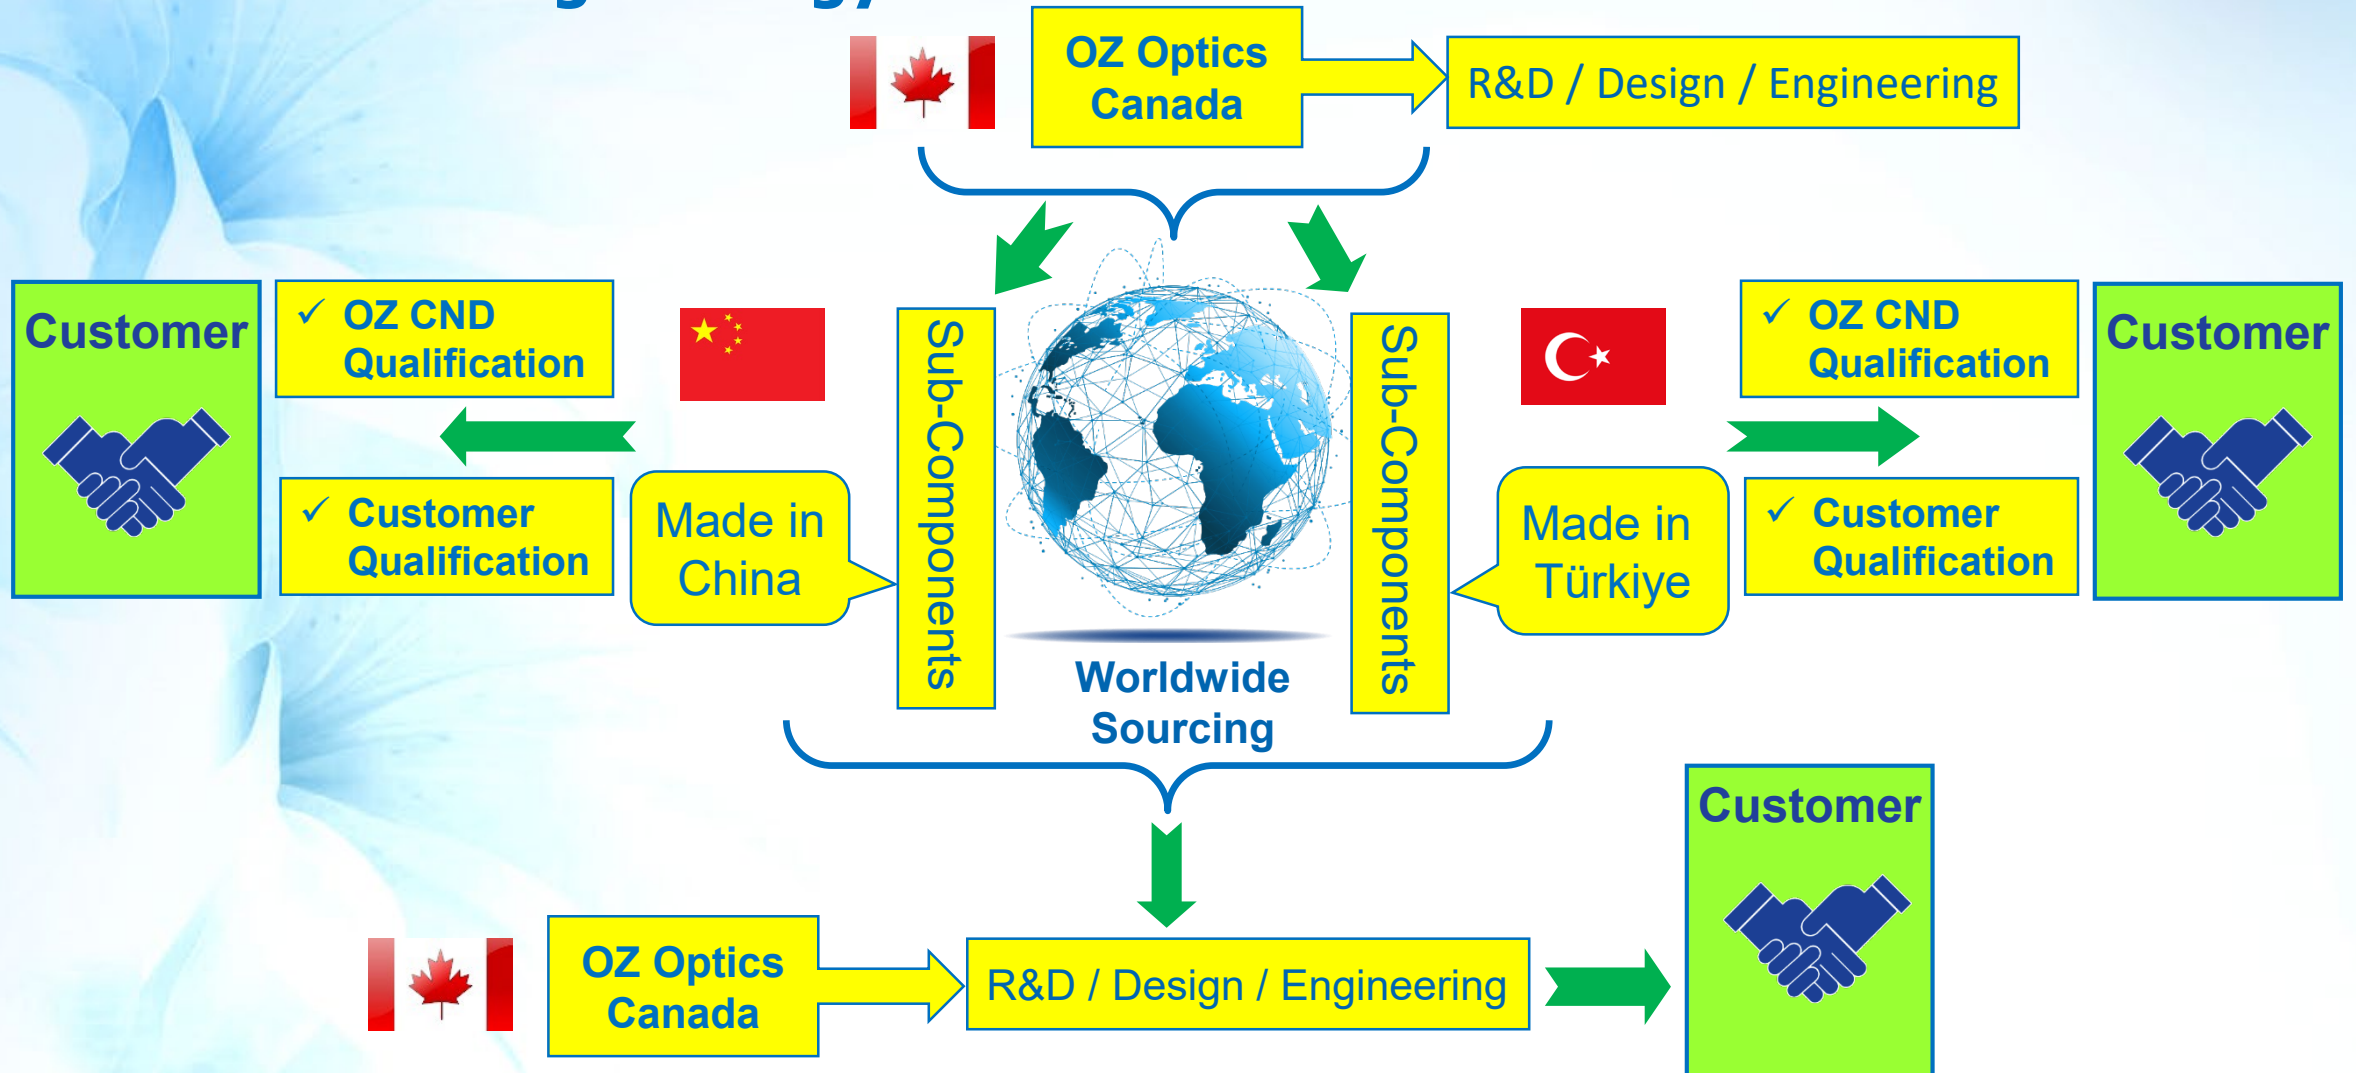 OZ Optics
Canada
R&D / Design / Engineering
Customer
✓ OZ CND
Qualification
✓ Customer
Qualification
Made in
China
Sub-Components
Worldwide
Sourcing
Sub-Components
Made in
Türkiye
✓ OZ CND
Qualification
✓ Customer
Qualification
Customer
OZ Optics
Canada
R&D / Design / Engineering
Customer